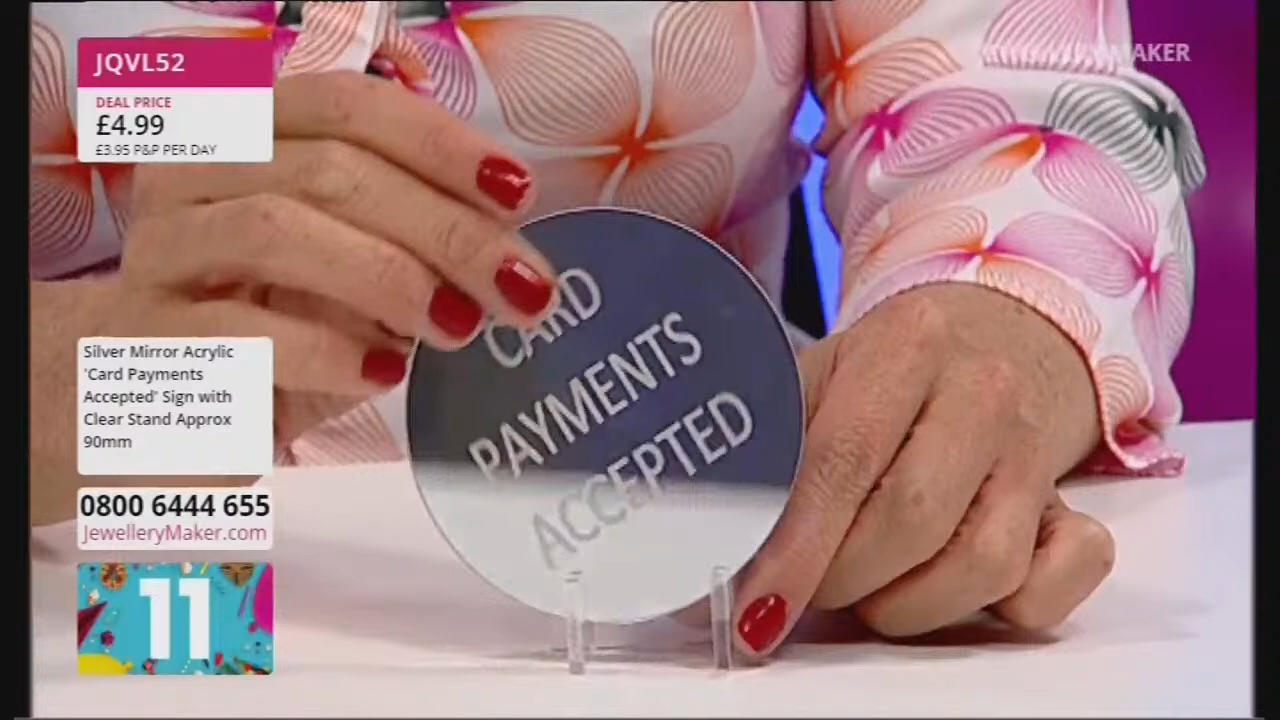 JQVL52
DEAL PRICE
£4.99
£3.95 P&P PER DAY
Silver Mirror Acrylic
'Card Payments
Accepted' Sign with
Clear Stand Approx
90mm
0800 6444 655
JewelleryMaker.com
11
CARD
PAYMENTS
ACCEPTED
JEWELLERYMAKER